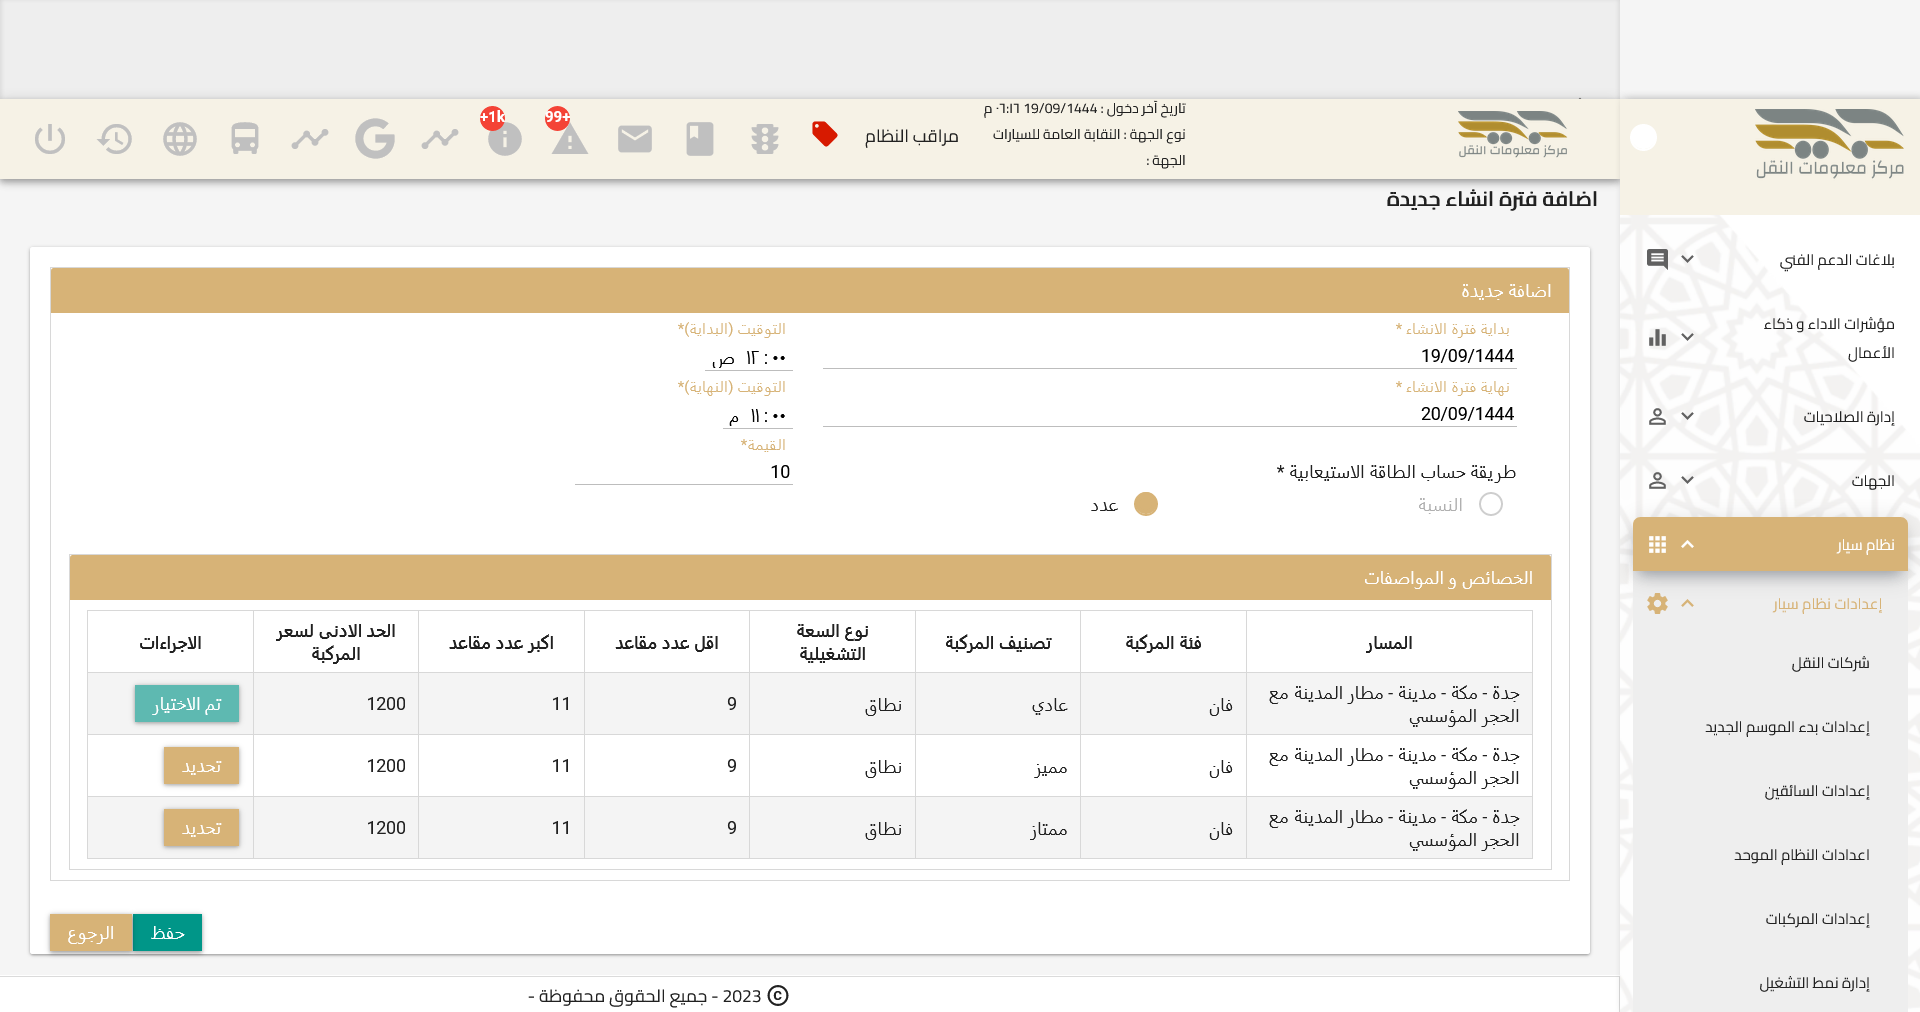 مركز معلومات النقل
بلاغات الدعم الفني
مؤشرات الاداء و ذكاء
الأعمال
إدارة الصلاحيات
الجهات
نظام سيار
إعدادات نظام سيار
شركات النقل
إعدادات بدء الموسم الجديد
إعدادات السائقين
اعدادات النظام الموحد
إعدادات المركبات
إدارة نمط التشغيل
مركز معلومات النقل
تاريخ آخر دخول : 19/09/1444 ٠٦:١٦ م
نوع الجهة : النقابة العامة للسيارات
الجهة :
مراقب النظام
99+
+1k
اضافة فترة انشاء جديدة
اضافة جديدة
بداية فترة الانشاء *
19/09/1444
التوقيت (البداية)*
١٢ : ٠٠ ص
نهاية فترة الانشاء *
20/09/1444
التوقيت (النهاية)*
١١ : ٠٠ م
طريقة حساب الطاقة الاستيعابية *
النسبة
عدد
القيمة*
10
الخصائص و المواصفات
المسار فئة المركبة تصنيف المركبة نوع السعة التشغيلية اقل عدد مقاعد اكبر عدد مقاعد الحد الادنى لسعر المركبة الاجراءات
جدة - مكة - مدينة - مطار المدينة مع الحجر المؤسسي فان عادي نطاق 9 11 1200 تم الاختيار
جدة - مكة - مدينة - مطار المدينة مع الحجر المؤسسي فان مميز نطاق 9 11 1200 تحديد
جدة - مكة - مدينة - مطار المدينة مع الحجر المؤسسي فان ممتاز نطاق 9 11 1200 تحديد
حفظ
الرجوع
© 2023 - جميع الحقوق محفوظة -